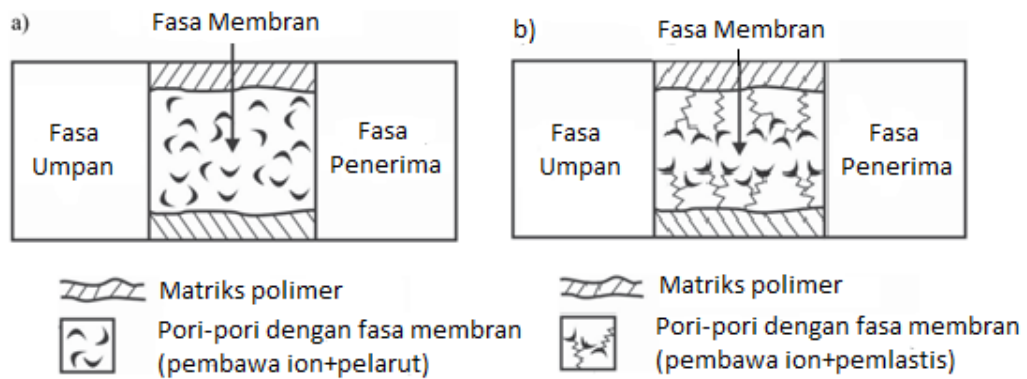 a)
Fasa Membran
Fasa
Umpan
Fasa
Penerima
Matriks polimer
Pori-pori dengan fasa membran
(pembawa ion+pelarut)
b)
Fasa Membran
Fasa
Umpan
Fasa
Penerima
Matriks polimer
Pori-pori dengan fasa membran
(pembawa ion+pemlastis)